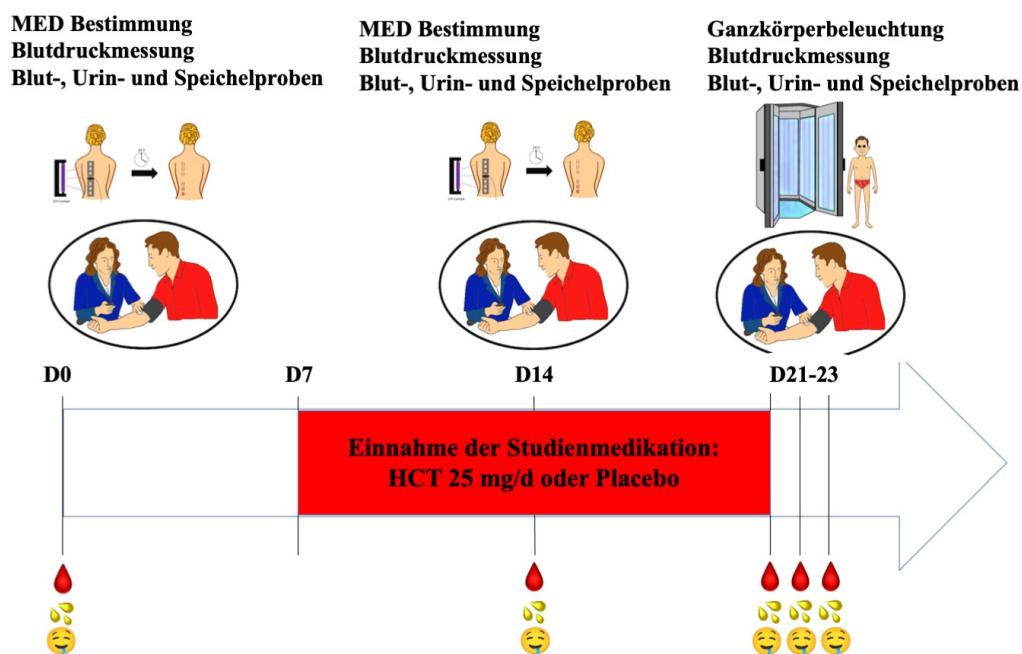 MED Bestimmung
Blutdruckmessung
Blut-, Urin- und Speichelproben
MED Bestimmung
Blutdruckmessung
Blut-, Urin- und Speichelproben
Ganzkörperbeleuchtung
Blutdruckmessung
Blut-, Urin- und Speichelproben
D0
D7
D14
D21-23
Einnahme der Studienmedikation:
HCT 25 mg/d oder Placebo